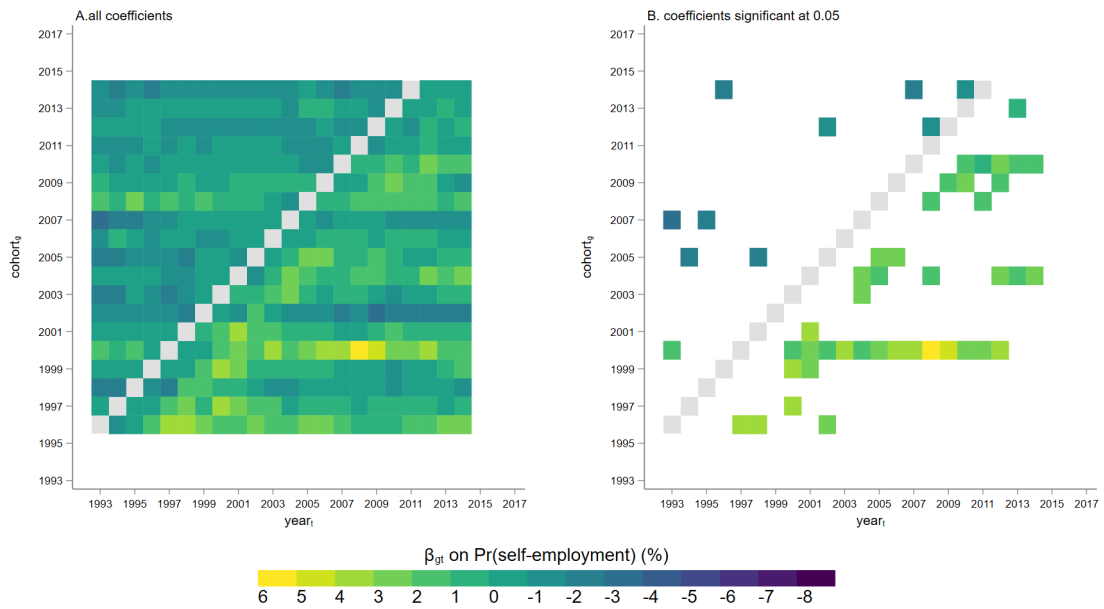 A.all coefficients
B. coefficients significant at 0.05
2017
2015
2013
2011
2009
2007
2005
2003
2001
1999
1997
1995
1993
cohortg
1993 1995 1997 1999 2001 2003 2005 2007 2009 2011 2013 2015 2017
yeart
2017
2015
2013
2011
2009
2007
2005
2003
2001
1999
1997
1995
1993
cohortg
1993 1995 1997 1999 2001 2003 2005 2007 2009 2011 2013 2015 2017
yeart
βgt on Pr(self-employment) (%)
6 5 4 3 2 1 0 -1 -2 -3 -4 -5 -6 -7 -8